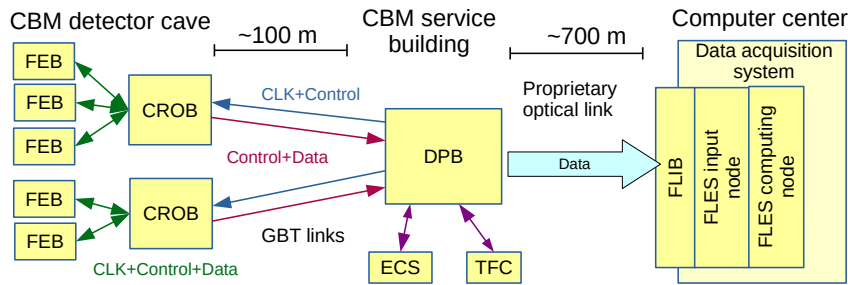 CBM detector cave
~100 m
CBM service
building
~700 m
Computer center
FEB
FEB
FEB
CROB
CLK+Control
Control+Data
FEB
FEB
CROB
CLK+Control+Data
GBT links
DPB
ECS
TFC
Proprietary
optical link
Data
Data acquisition
system
FLIB
FLES input
node
FLES computing
node